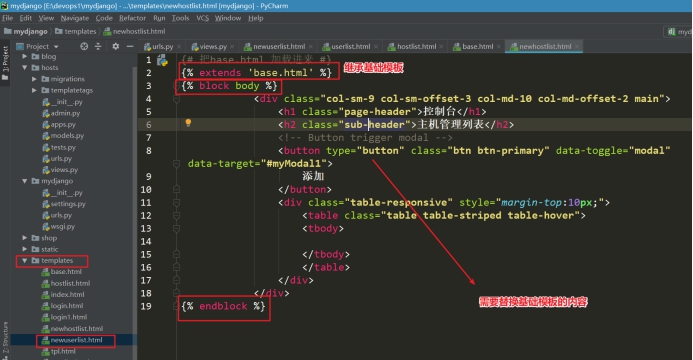 mydjango [E:\devops1\mydjango] - ...\templates\newhostlist.html [mydjango] - PyCharm
File Edit View Navigate Code Refactor Run Tools VCS Window Help
mydjango templates newhostlist.html
Project
urls.py views.py newuserlist.html userlist.html hostlist.html base.html newhostlist.html
1: Project
Z: Structure
blog
hosts
migrations
templatetags
__init__.py
admin.py
apps.py
models.py
tests.py
urls.py
views.py
mydjango
__init__.py
settings.py
urls.py
wsgi.py
shop
static
templates
base.html
hostlist.html
index.html
login.html
login1.html
newhostlist.html
newuserlist.html
tpl.html
1 {# 把base.html 加载进来 #}
2 {% extends 'base.html' %}
继承基础模板
3 {% block body %}
4 <div class="col-sm-9 col-sm-offset-3 col-md-10 col-md-offset-2 main">
5 <h1 class="page-header">控制台</h1>
6 <h2 class="sub-header">主机管理列表</h2>
7 <!-- Button trigger modal -->
8 <button type="button" class="btn btn-primary" data-toggle="modal"
data-target="#myModal1">
9 添加
10 </button>
11 <div class="table-responsive" style="margin-top:10px;">
12 <table class="table table-striped table-hover">
13 <tbody>
14
15 </tbody>
16 </table>
17 </div>
18 </div>
19 {% endblock %}
需要替换基础模板的内容